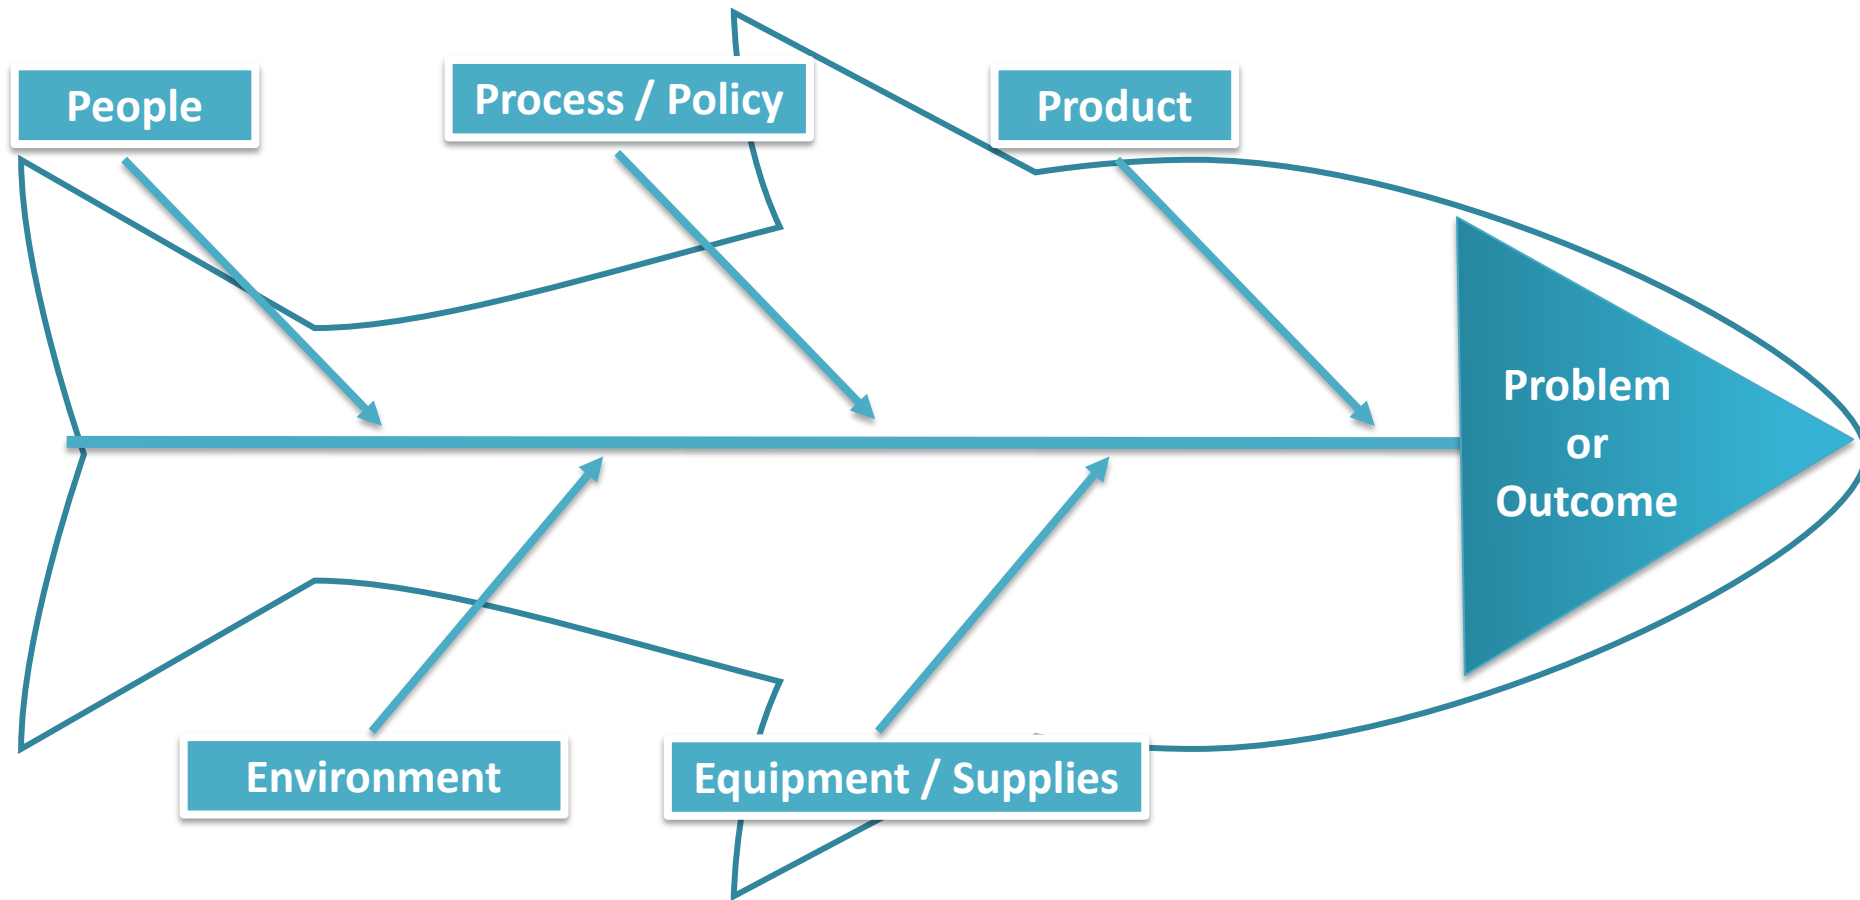 People
Process / Policy
Product
Problem
or
Outcome
Environment
Equipment / Supplies